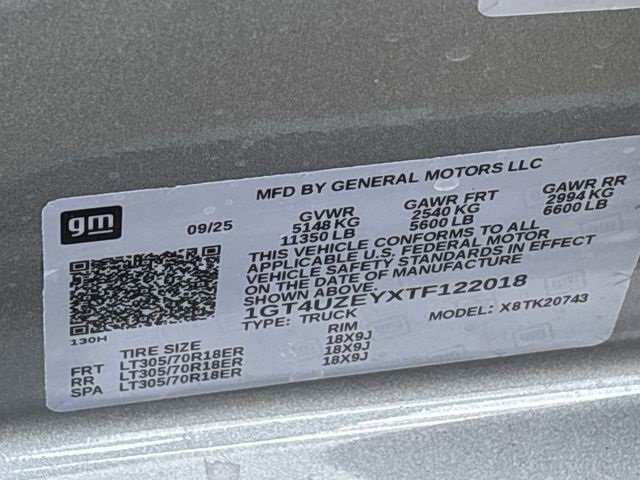 MFD BY GENERAL MOTORS LLC
gm
09/25
GVWR GAWR FRT GAWR RR
5148 KG 2540 KG 2994 KG
11350 LB 5600 LB 6600 LB
THIS VEHICLE CONFORMS TO ALL
APPLICABLE U.S. FEDERAL MOTOR
VEHICLE SAFETY STANDARDS IN EFFECT
ON THE DATE OF MANUFACTURE
SHOWN ABOVE.
1GT4UZEYXTF122018
TYPE: TRUCK MODEL: X8TK20743
130H
TIRE SIZE RIM
FRT LT305/70R18ER 18X9J
RR LT305/70R18ER 18X9J
SPA LT305/70R18ER 18X9J